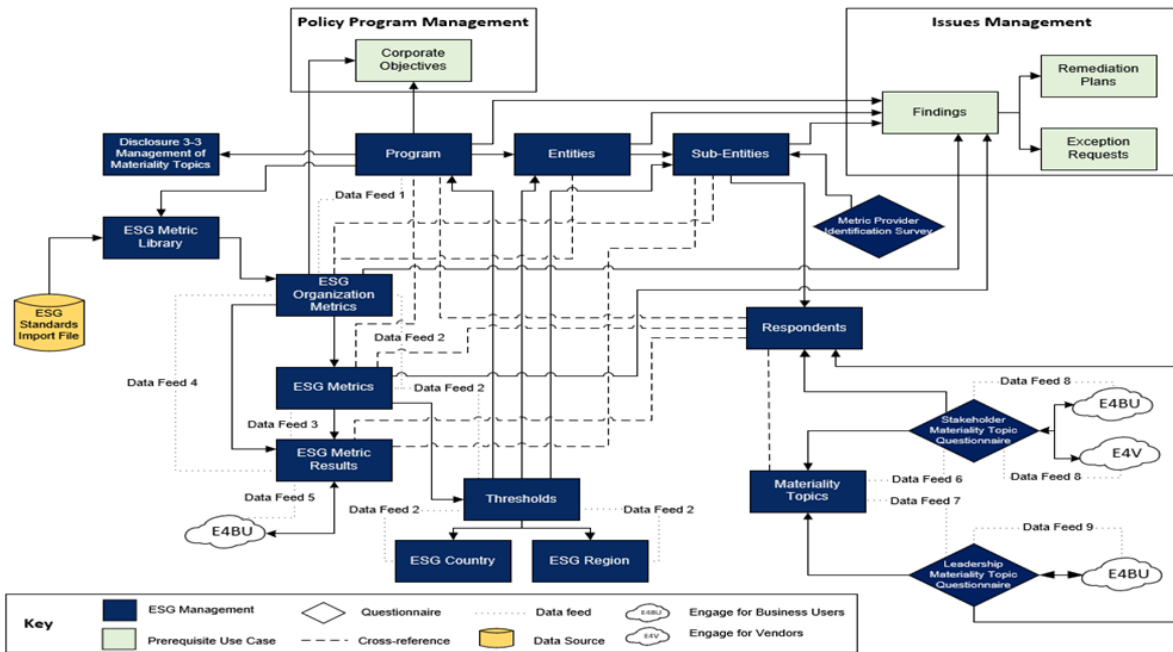 Policy Program Management
Corporate
Objectives
Issues Management
Findings
Remediation
Plans
Exception
Requests
Disclosure 3-3
Management of
Materiality Topics
Program
Entities
Sub-Entities
Data Feed 1
ESG Metric
Library
Metric Provider
Identification Survey
ESG
Standards
Import File
ESG
Organization
Metrics
Respondents
Data Feed 2
Data Feed 4
ESG Metrics
Data Feed 2
Data Feed 3
ESG Metric
Results
Data Feed 8
Stakeholder
Materiality Topic
Questionnaire
E4BU
E4V
Data Feed 8
Data Feed 6
Materiality
Topics
Data Feed 7
Data Feed 5
E4BU
Thresholds
Data Feed 2
Data Feed 2
ESG Country
ESG Region
Data Feed 9
Leadership
Materiality Topic
Questionnaire
E4BU
Key
ESG Management
Questionnaire
Data feed
E4BU
Engage for Business Users
Prerequisite Use Case
Cross-reference
Data Source
E4V
Engage for Vendors